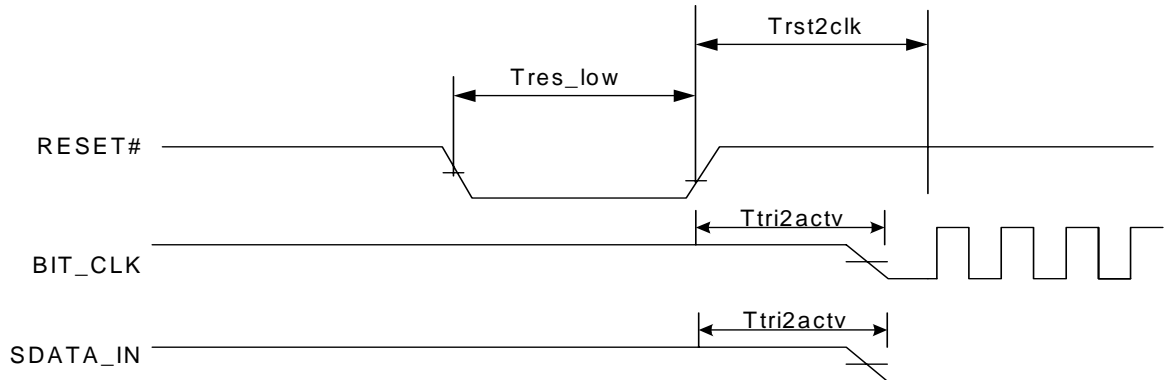 Trst2clk
Tres_low
RESET#
Ttri2actv
BIT_CLK
Ttri2actv
SDATA_IN